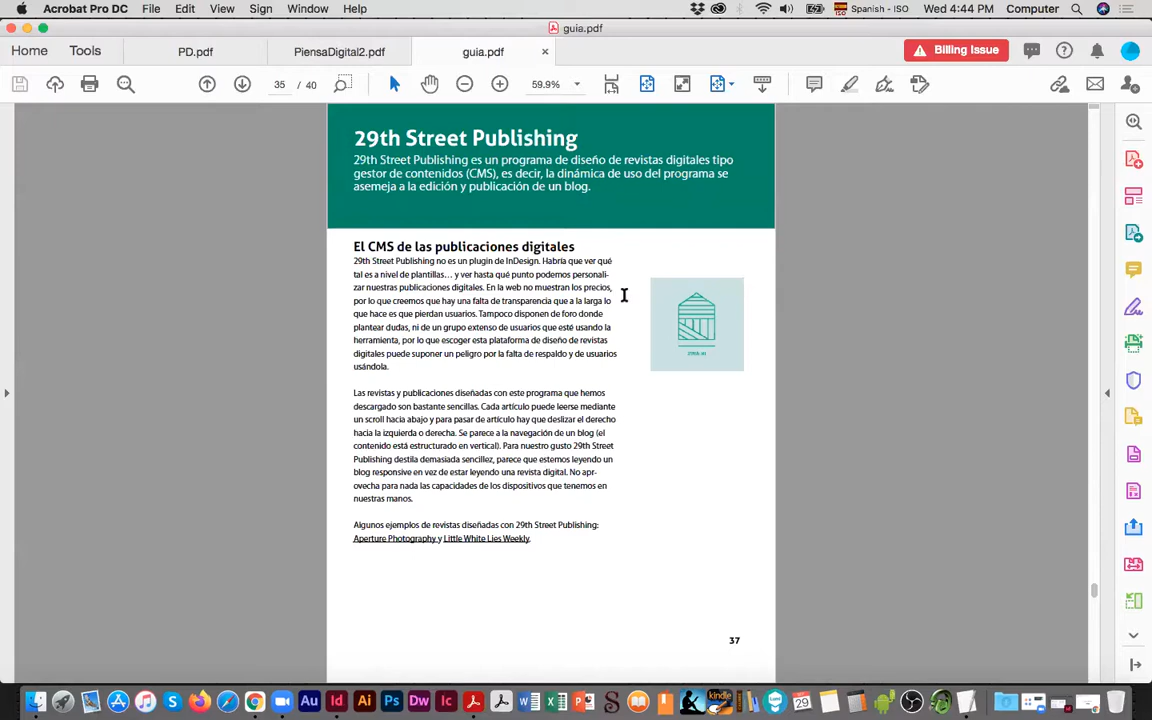 Acrobat Pro DC File Edit View Sign Window Help Spanish - ISO Wed 4:44 PM Computer
guia.pdf
Home Tools PD.pdf PiensaDigital2.pdf guia.pdf × Billing Issue
35 / 40 59.9%
29th Street Publishing
29th Street Publishing es un programa de diseño de revistas digitales tipo
gestor de contenidos (CMS), es decir, la dinámica de uso del programa se
asemeja a la edición y publicación de un blog.
El CMS de las publicaciones digitales
29th Street Publishing no es un plugin de InDesign. Habría que ver qué
tal es a nivel de plantillas… y ver hasta qué punto podemos personali-
zar nuestras publicaciones digitales. En la web no muestran los precios,
por lo que creemos que hay una falta de transparencia que a la larga lo
que hace es que pierdan usuarios. Tampoco disponen de foro donde
plantear dudas, ni de un grupo extenso de usuarios que esté usando la
herramienta, por lo que escoger esta plataforma de diseño de revistas
digitales puede suponer un peligro por la falta de respaldo y de usuarios
usándola.
Las revistas y publicaciones diseñadas con este programa que hemos
descargado son bastante sencillas. Cada artículo puede leerse mediante
un scroll hacia abajo y para pasar de artículo hay que deslizar el derecho
hacia la izquierda o derecha. Se parece a la navegación de un blog (el
contenido está estructurado en vertical). Para nuestro gusto 29th Street
Publishing destila demasiada sencillez, parece que estemos leyendo un
blog responsive en vez de estar leyendo una revista digital. No apr-
ovecha para nada las capacidades de los dispositivos que tenemos en
nuestras manos.
Algunos ejemplos de revistas diseñadas con 29th Street Publishing:
Aperture Photography y Little White Lies Weekly.
37
Au Id Ai Ps Dw Ic kindle